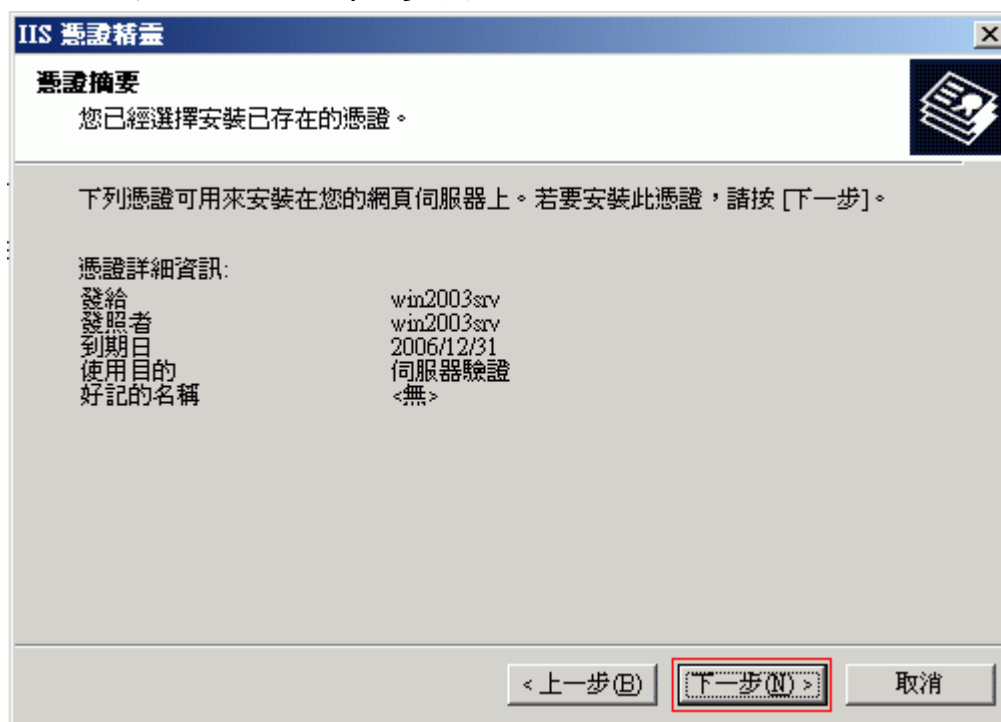 IIS 憑證精靈
憑證摘要
您已經選擇安裝已存在的憑證。
下列憑證可用來安裝在您的網頁伺服器上。若要安裝此憑證，請按 [下一步]。
憑證詳細資訊:
發給 win2003srv
發照者 win2003srv
到期日 2006/12/31
使用目的 伺服器驗證
好記的名稱 <無>
< 上一步(B) 下一步(N) > 取消